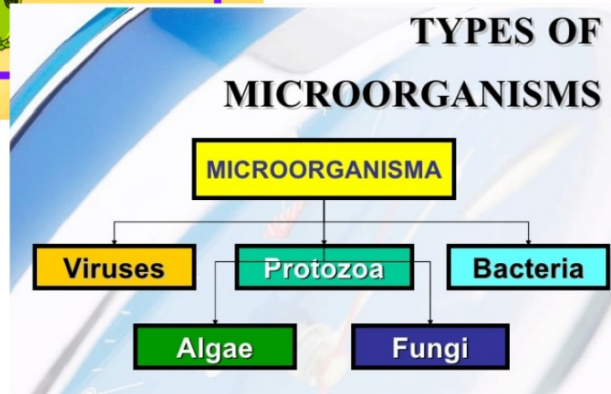 TYPES OF
MICROORGANISMS
MICROORGANISMA
Viruses Protozoa Bacteria
Algae Fungi